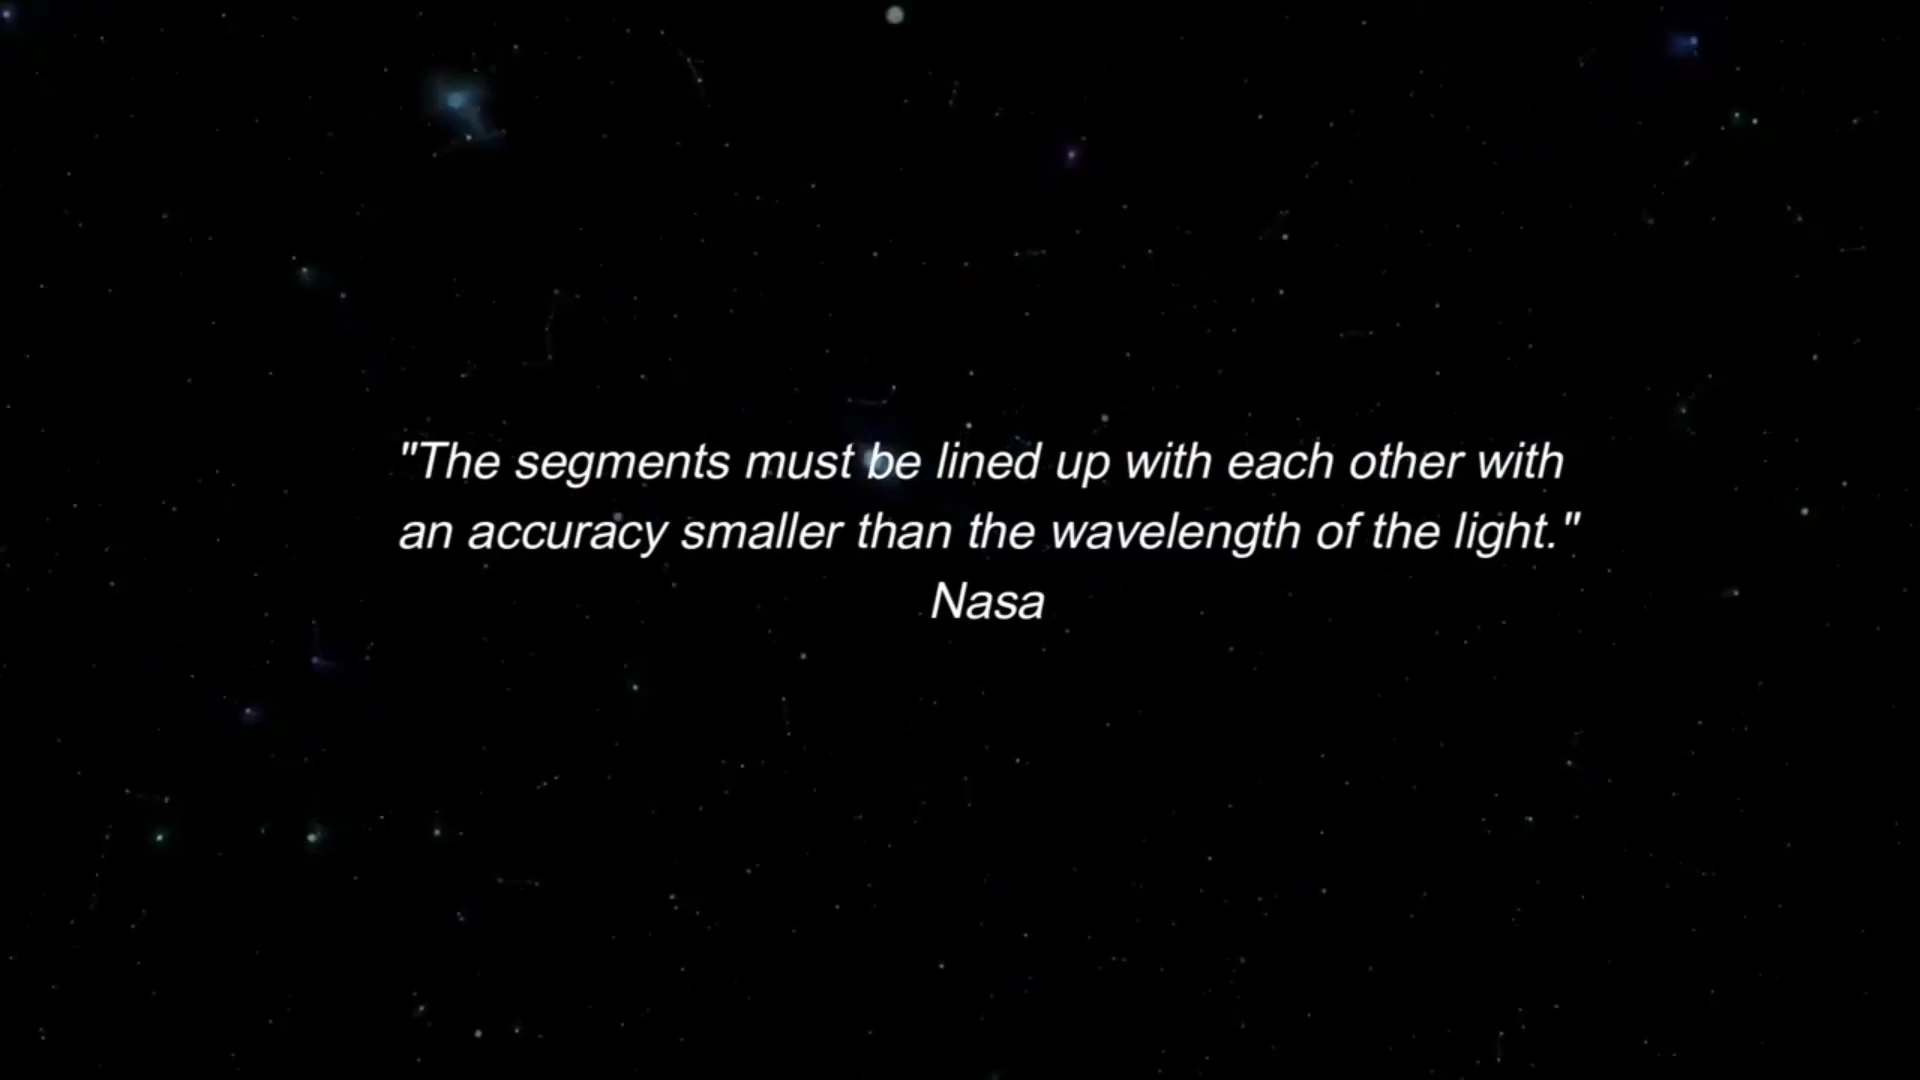 "The segments must be lined up with each other with
an accuracy smaller than the wavelength of the light."
Nasa